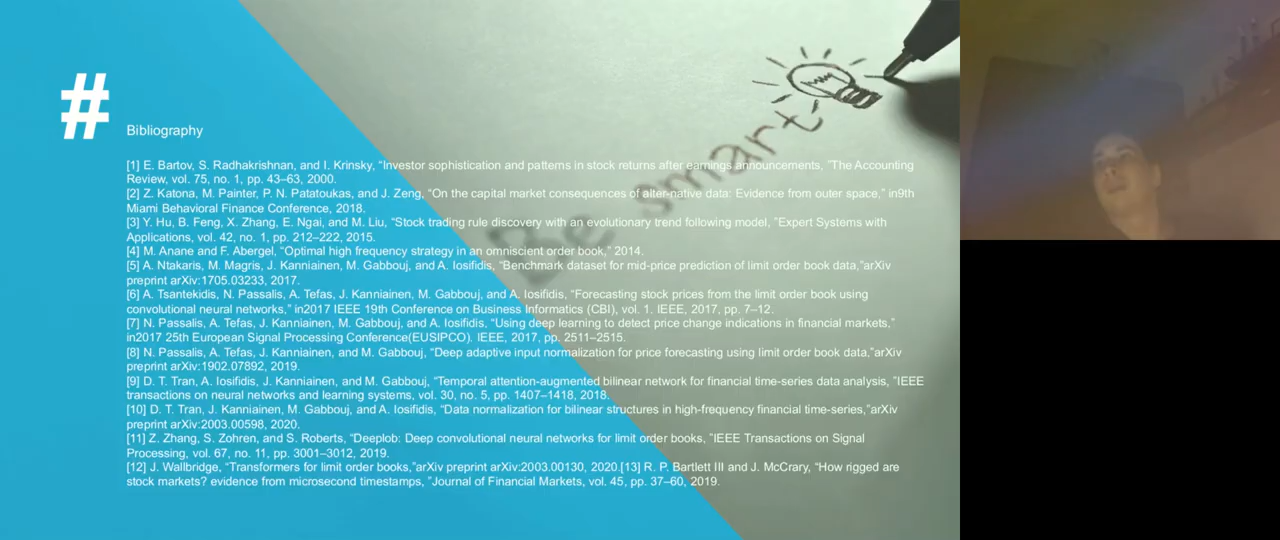 #
Bibliography
[1] E. Bartov, S. Radhakrishnan, and I. Krinsky, “Investor sophistication and patterns in stock returns after earnings announcements, ”The Accounting
Review, vol. 75, no. 1, pp. 43–63, 2000.
[2] Z. Katona, M. Painter, P. N. Patatoukas, and J. Zeng, “On the capital market consequences of alter-native data: Evidence from outer space,” in9th
Miami Behavioral Finance Conference, 2018.
[3] Y. Hu, B. Feng, X. Zhang, E. Ngai, and M. Liu, “Stock trading rule discovery with an evolutionary trend following model, ”Expert Systems with
Applications, vol. 42, no. 1, pp. 212–222, 2015.
[4] M. Anane and F. Abergel, “Optimal high frequency strategy in an omniscient order book,” 2014.
[5] A. Ntakaris, M. Magris, J. Kanniainen, M. Gabbouj, and A. Iosifidis, “Benchmark dataset for mid-price prediction of limit order book data,”arXiv
preprint arXiv:1705.03233, 2017.
[6] A. Tsantekidis, N. Passalis, A. Tefas, J. Kanniainen, M. Gabbouj, and A. Iosifidis, “Forecasting stock prices from the limit order book using
convolutional neural networks,” in2017 IEEE 19th Conference on Business Informatics (CBI), vol. 1. IEEE, 2017, pp. 7–12.
[7] N. Passalis, A. Tefas, J. Kanniainen, M. Gabbouj, and A. Iosifidis, “Using deep learning to detect price change indications in financial markets,”
in2017 25th European Signal Processing Conference(EUSIPCO). IEEE, 2017, pp. 2511–2515.
[8] N. Passalis, A. Tefas, J. Kanniainen, and M. Gabbouj, “Deep adaptive input normalization for price forecasting using limit order book data,”arXiv
preprint arXiv:1902.07892, 2019.
[9] D. T. Tran, A. Iosifidis, J. Kanniainen, and M. Gabbouj, “Temporal attention-augmented bilinear network for financial time-series data analysis, ”IEEE
transactions on neural networks and learning systems, vol. 30, no. 5, pp. 1407–1418, 2018.
[10] D. T. Tran, J. Kanniainen, M. Gabbouj, and A. Iosifidis, “Data normalization for bilinear structures in high-frequency financial time-series,”arXiv
preprint arXiv:2003.00598, 2020.
[11] Z. Zhang, S. Zohren, and S. Roberts, “Deeplob: Deep convolutional neural networks for limit order books, ”IEEE Transactions on Signal
Processing, vol. 67, no. 11, pp. 3001–3012, 2019.
[12] J. Wallbridge, “Transformers for limit order books,”arXiv preprint arXiv:2003.00130, 2020.[13] R. P. Bartlett III and J. McCrary, “How rigged are
stock markets? evidence from microsecond timestamps, ”Journal of Financial Markets, vol. 45, pp. 37–60, 2019.
Be smart